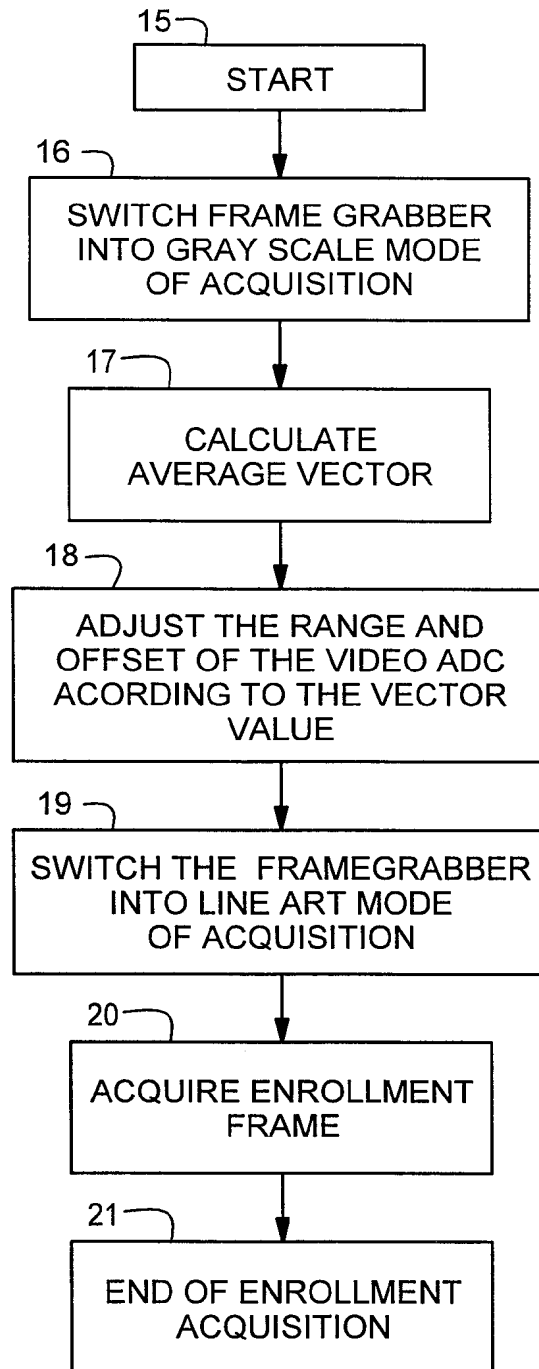 15
START
16
SWITCH FRAME GRABBER
INTO GRAY SCALE MODE
OF ACQUISITION
17
CALCULATE
AVERAGE VECTOR
18
ADJUST THE RANGE AND
OFFSET OF THE VIDEO ADC
ACORDING TO THE VECTOR
VALUE
19
SWITCH THE FRAMEGRABBER
INTO LINE ART MODE
OF ACQUISITION
20
ACQUIRE ENROLLMENT
FRAME
21
END OF ENROLLMENT
ACQUISITION